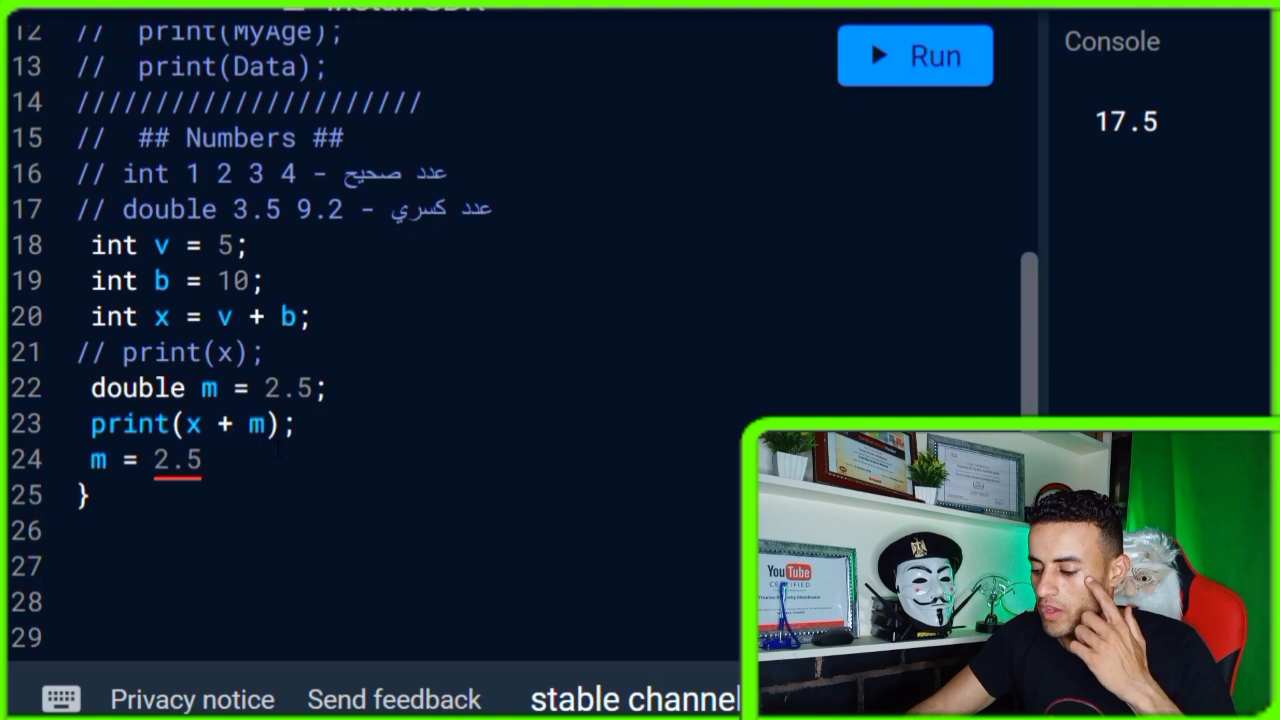 Install SDK
12 // print(MyAge);
13 // print(Data);
14 //////////////////////
15 // ## Numbers ##
16 // int 1 2 3 4 - عدد صحيح
17 // double 3.5 9.2 - عدد كسري
18 int v = 5;
19 int b = 10;
20 int x = v + b;
21 // print(x);
22 double m = 2.5;
23 print(x + m);
24 m = 2.5
25 }
26
27
28
29
Run
Console
17.5
Privacy notice
Send feedback
stable channel
YouTube
CERTIFIED